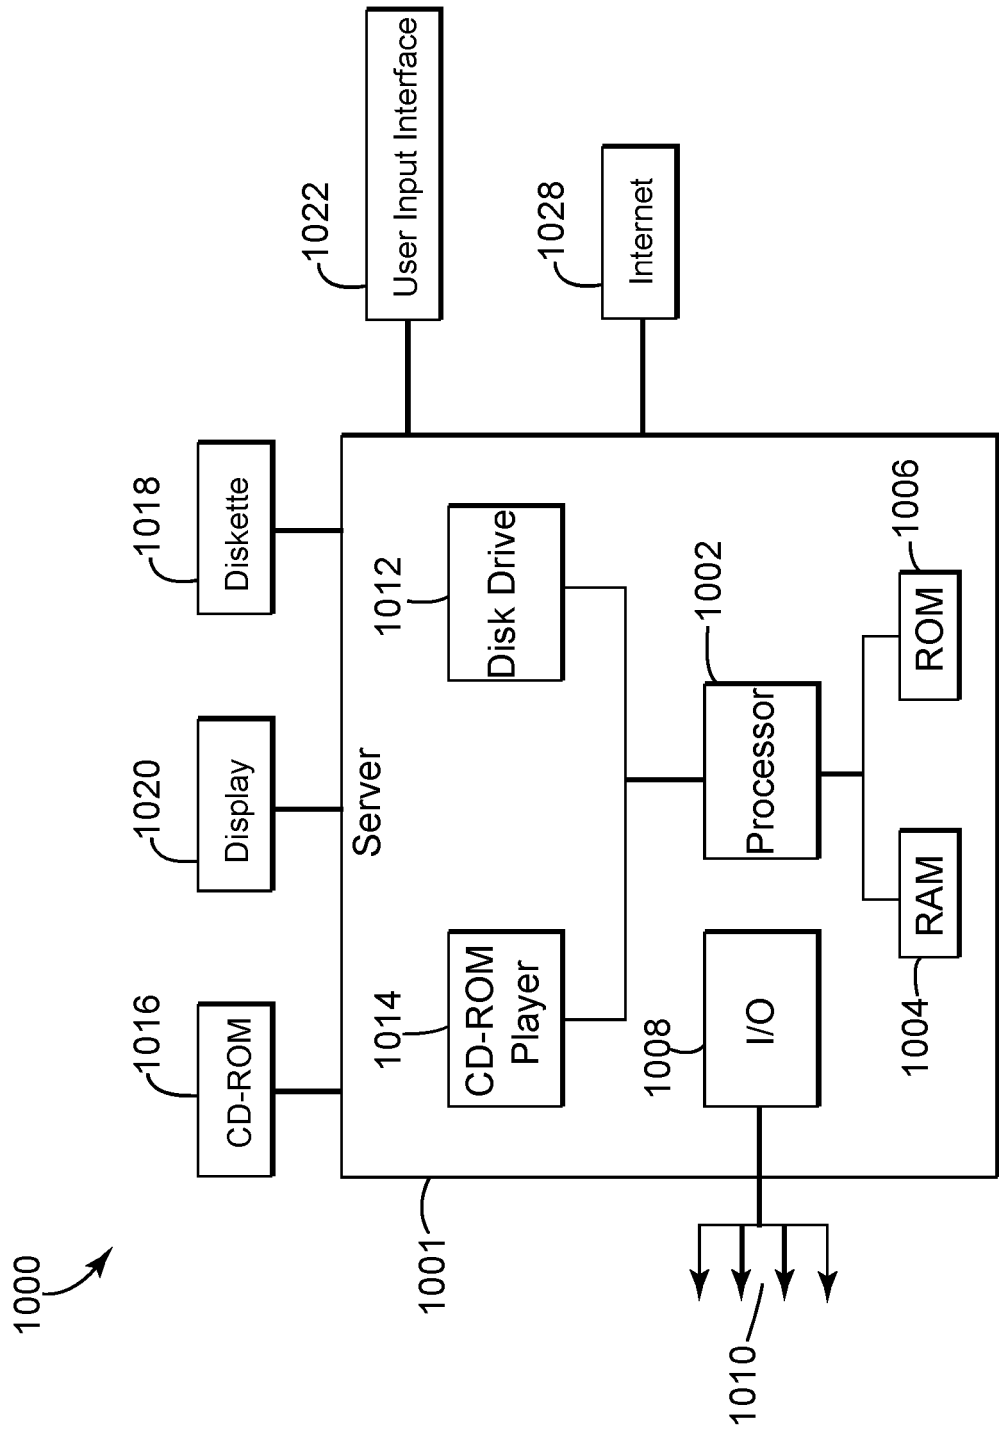 1000
1016
CD-ROM
1020
Display
1018
Diskette
1022
User Input Interface
1001
Server
1014
CD-ROM
Player
1012
Disk Drive
1028
Internet
1010
1008
I/O
1002
Processor
1004
RAM
1006
ROM